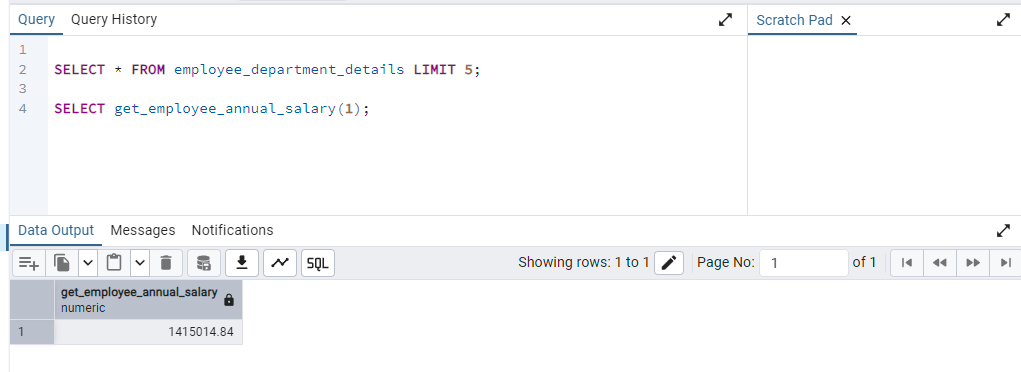 Query Query History
Scratch Pad
1
2 SELECT * FROM employee_department_details LIMIT 5;
3
4 SELECT get_employee_annual_salary(1);
Data Output Messages Notifications
SQL Showing rows: 1 to 1 Page No: 1 of 1
get_employee_annual_salary
numeric
1 1415014.84